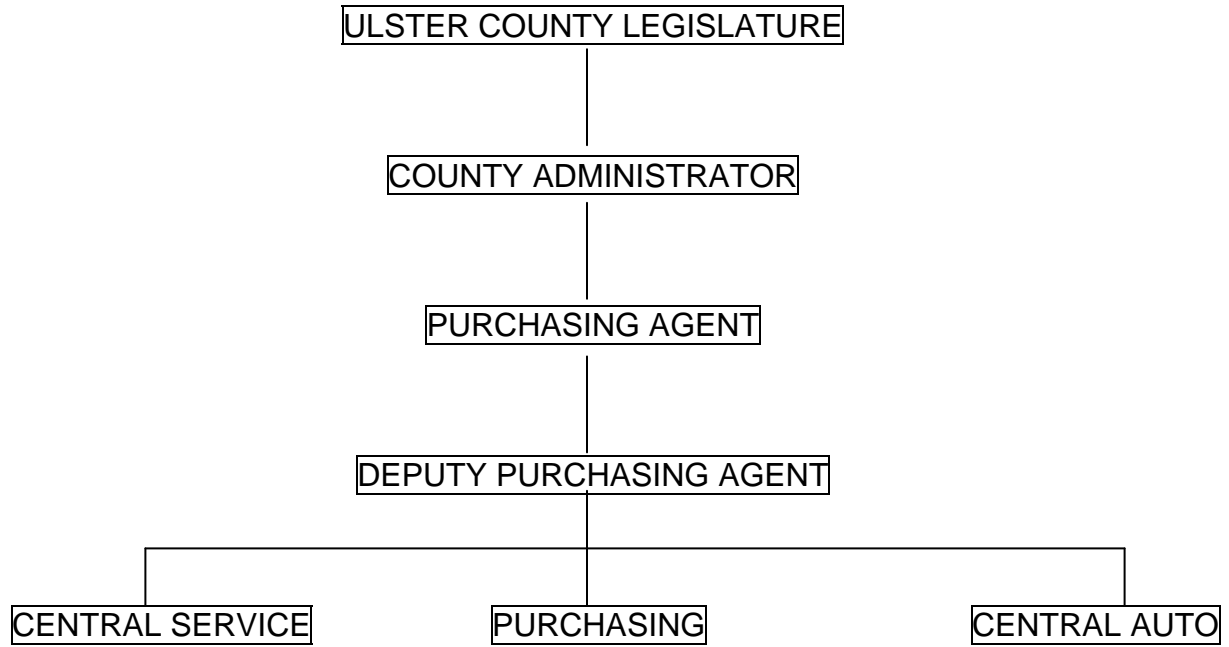 ULSTER COUNTY LEGISLATURE
COUNTY ADMINISTRATOR
PURCHASING AGENT
DEPUTY PURCHASING AGENT
CENTRAL SERVICE
PURCHASING
CENTRAL AUTO